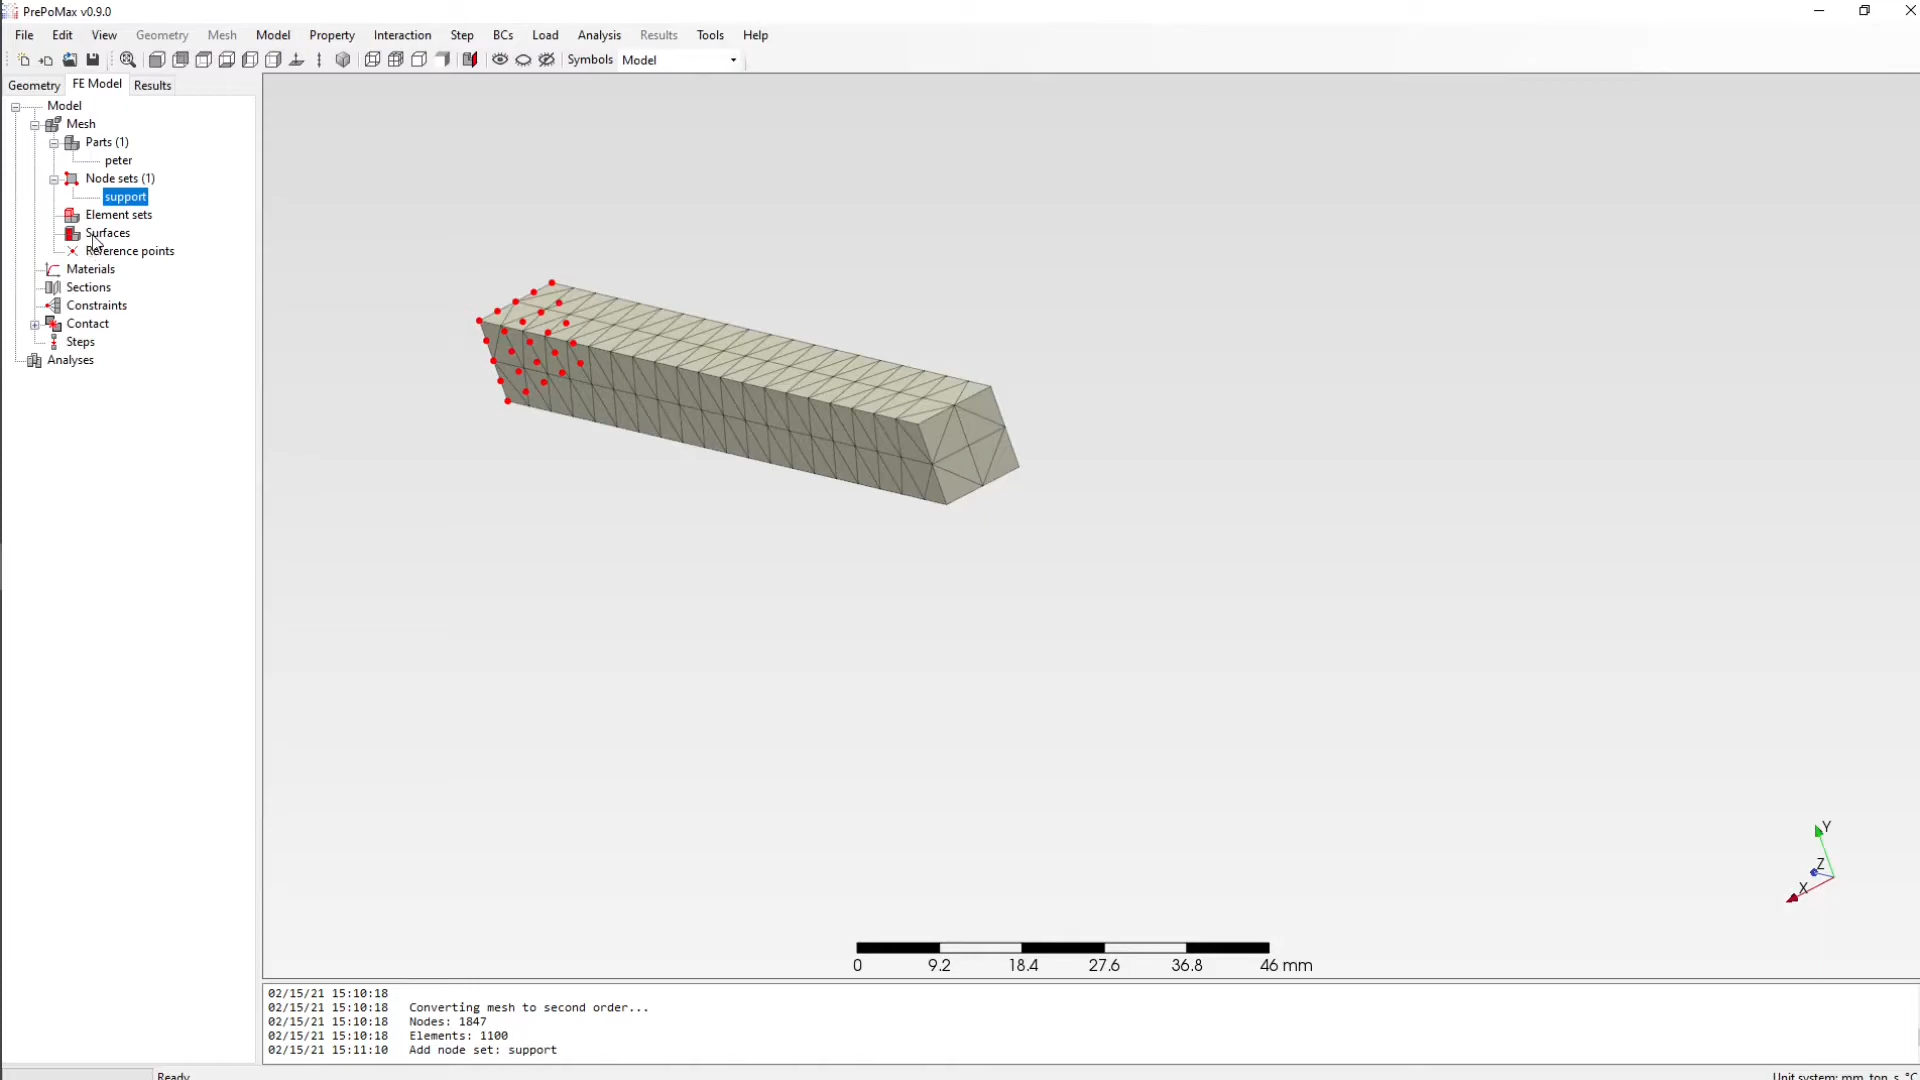 PrePoMax v0.9.0
File Edit View Geometry Mesh Model Property Interaction Step BCs Load Analysis Results Tools Help
Symbols Model
Geometry FE Model Results
Model
Mesh
Parts (1)
peter
Node sets (1)
support
Element sets
Surfaces
Reference points
Materials
Sections
Constraints
Contact
Steps
Analyses
Y
Z
X
0 9.2 18.4 27.6 36.8 46 mm
02/15/21 15:10:18
02/15/21 15:10:18 Converting mesh to second order...
02/15/21 15:10:18 Nodes: 1847
02/15/21 15:10:18 Elements: 1100
02/15/21 15:11:10 Add node set: support
Ready
Unit system: mm, ton, s, °C